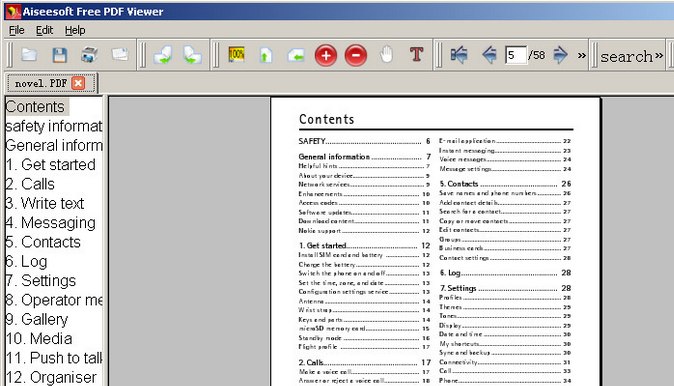 Aiseesoft Free PDF Viewer
File Edit Help
100% T 5 /58 » search »
novel.PDF
Contents
safety informat
General inform
1. Get started
2. Calls
3. Write text
4. Messaging
5. Contacts
6. Log
7. Settings
8. Operator me
9. Gallery
10. Media
11. Push to talk
12. Organiser
Contents
SAFETY 6
General information 7
Helpful hints 7
About your device 9
Network services 9
Enhancements 10
Access codes 10
Software updates 11
Download content 11
Nokia support 12
1. Get started 12
Install SIM card and battery 12
Charge the battery 12
Switch the phone on and off 13
Set the time, zone, and date 13
Configuration settings service 13
Antenna 14
Wrist strap 14
Keys and parts 14
microSD memory card 15
Standby mode 16
Flight profile 17
2. Calls 17
Make a voice call 17
Answer or reject a voice call 18
E-mail application 22
Instant messaging 23
Voice messages 24
Message settings 24
5. Contacts 26
Save names and phone numbers 26
Add contact details 27
Search for a contact 27
Copy or move contacts 27
Edit contacts 27
Groups 27
Business cards 27
Contact settings 28
6. Log 28
7. Settings 28
Profiles 28
Themes 29
Tones 29
Display 29
Date and time 30
My shortcuts 30
Sync and backup 30
Connectivity 31
Call 33
Phone 34